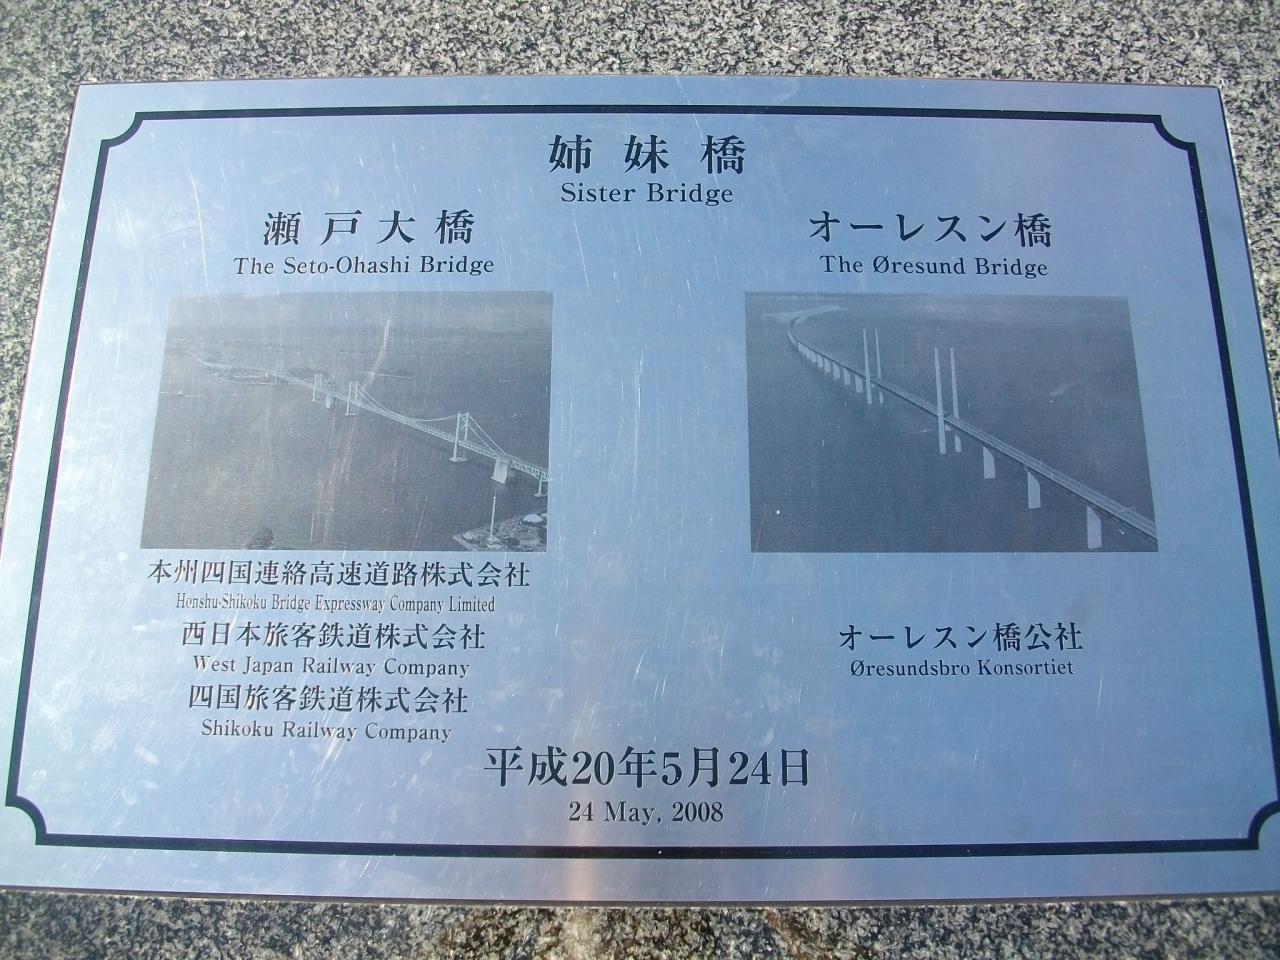 姉妹橋
Sister Bridge
瀬戸大橋
The Seto-Ohashi Bridge
オーレスン橋
The Øresund Bridge
本州四国連絡高速道路株式会社
Honshu-Shikoku Bridge Expressway Company Limited
西日本旅客鉄道株式会社
West Japan Railway Company
四国旅客鉄道株式会社
Shikoku Railway Company
オーレスン橋公社
Øresundsbro Konsortiet
平成20年5月24日
24 May, 2008